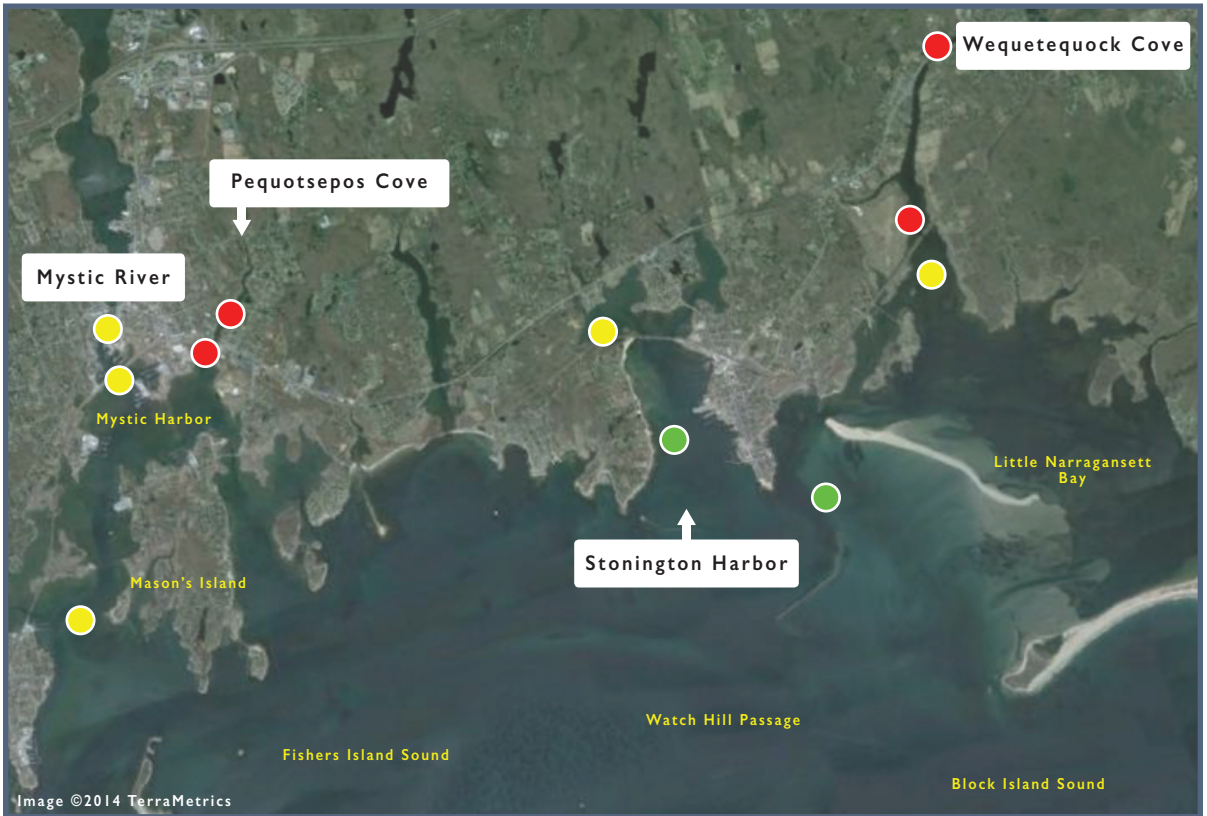 Wequetequock Cove
Pequotsepos Cove
Mystic River
Mystic Harbor
Little Narragansett
Bay
Stonington Harbor
Mason's Island
Watch Hill Passage
Fishers Island Sound
Block Island Sound
Image ©2014 TerraMetrics